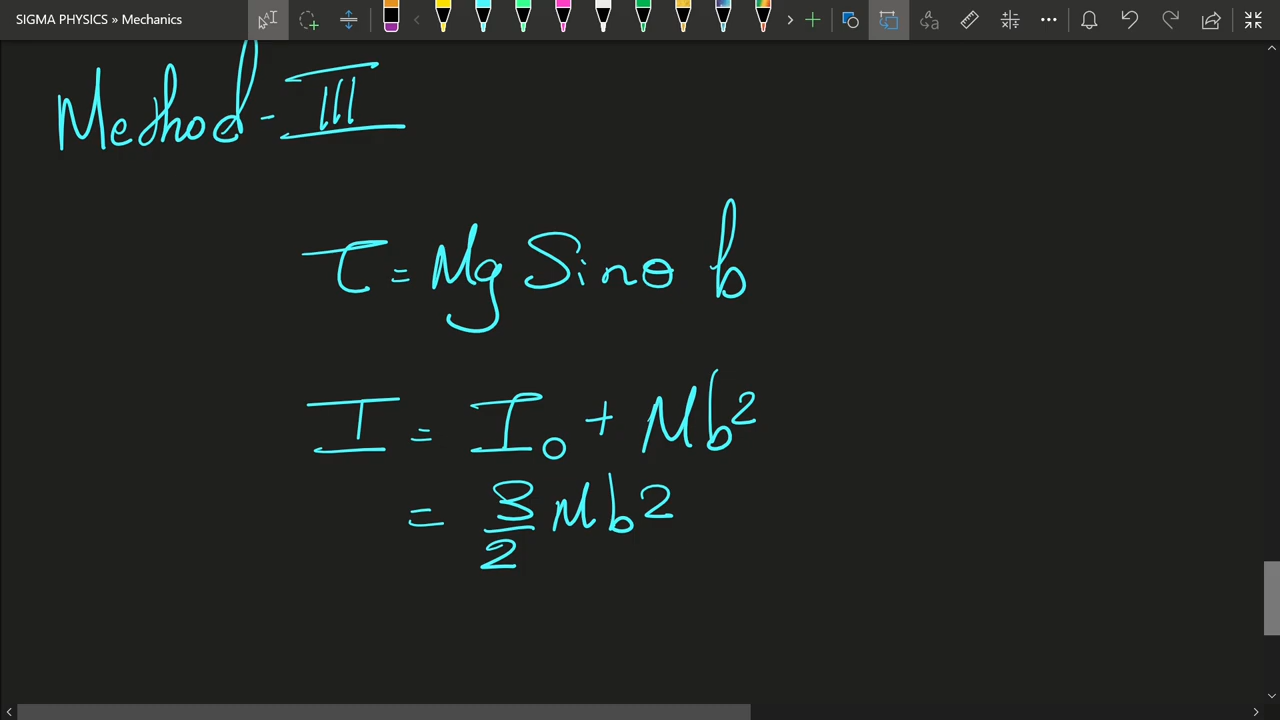 SIGMA PHYSICS » Mechanics
Method - III
τ = Mg Sinθ b
I = I₀ + Mb²
= 3/2 Mb²